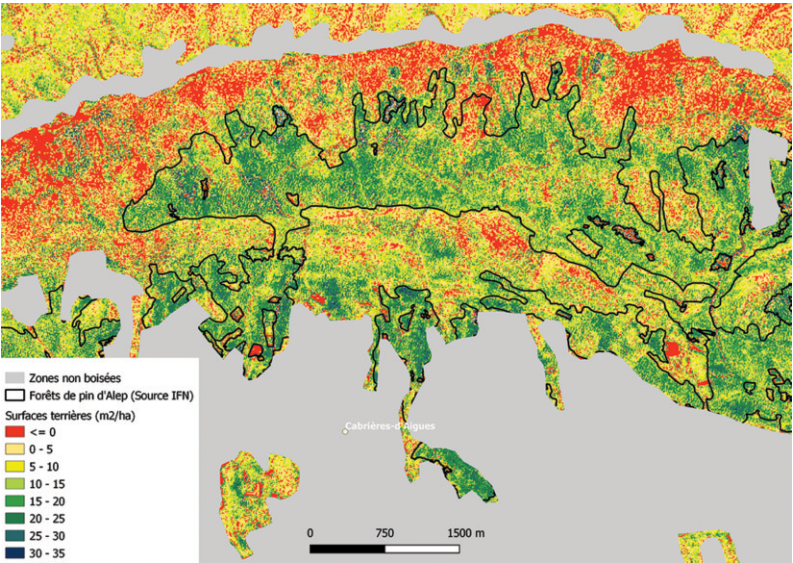 Cabrières-d'Aigues
Zones non boisées
Forêts de pin d'Alep (Source IFN)
Surfaces terrières (m2/ha)
<= 0
0 - 5
5 - 10
10 - 15
15 - 20
20 - 25
25 - 30
30 - 35
0 750 1500 m